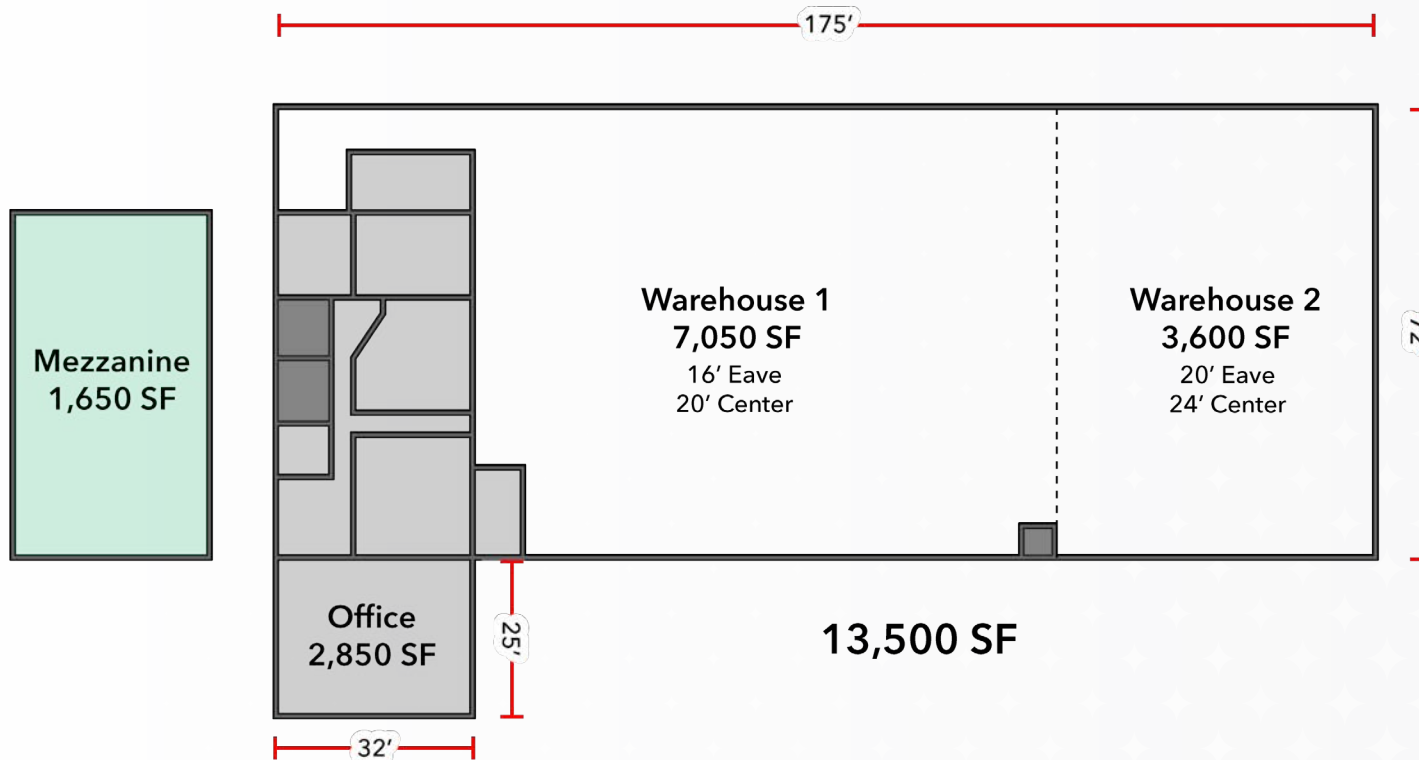 175′
Warehouse 1
7,050 SF
16′ Eave
20′ Center
Warehouse 2
3,600 SF
20′ Eave
24′ Center
Mezzanine
1,650 SF
Office
2,850 SF
25′
13,500 SF
32′